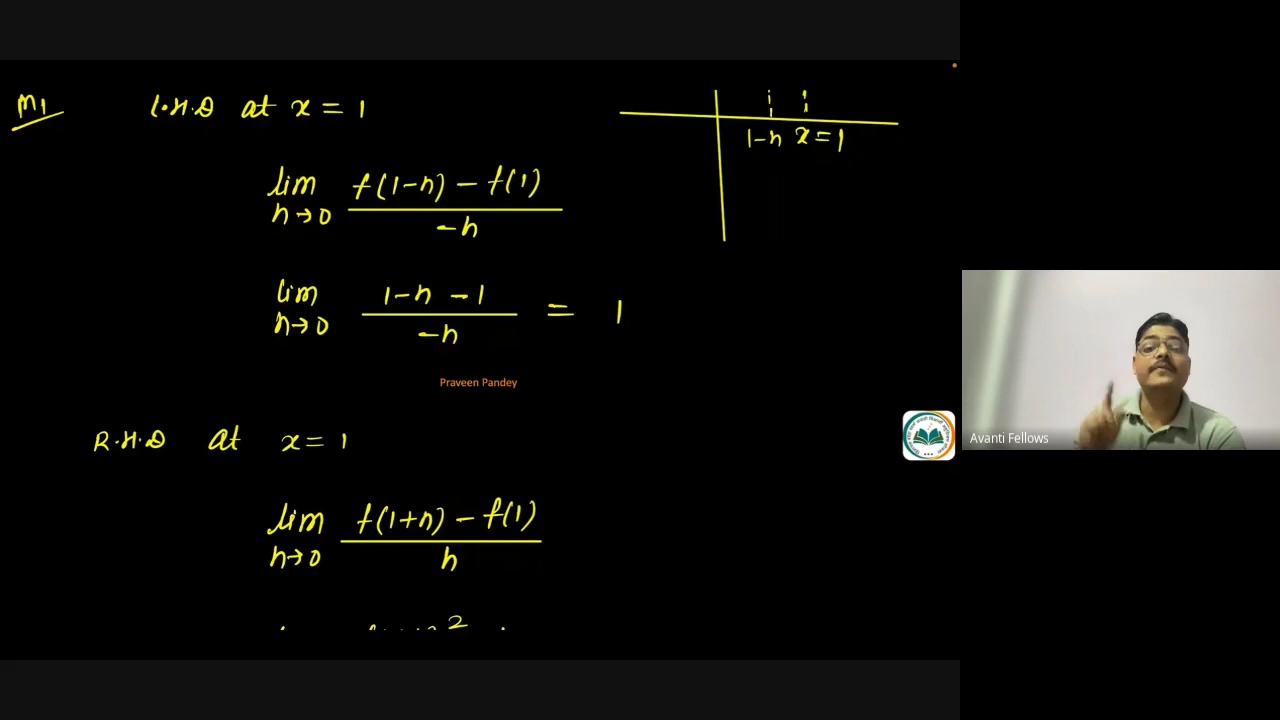 M1 L.H.D at x = 1
1-h x=1
lim h→0 f(1-h) - f(1) / -h
lim h→0 1-h -1 / -h = 1
Praveen Pandey
R.H.D at x = 1
Avanti Fellows
lim h→0 f(1+h) - f(1) / h
2